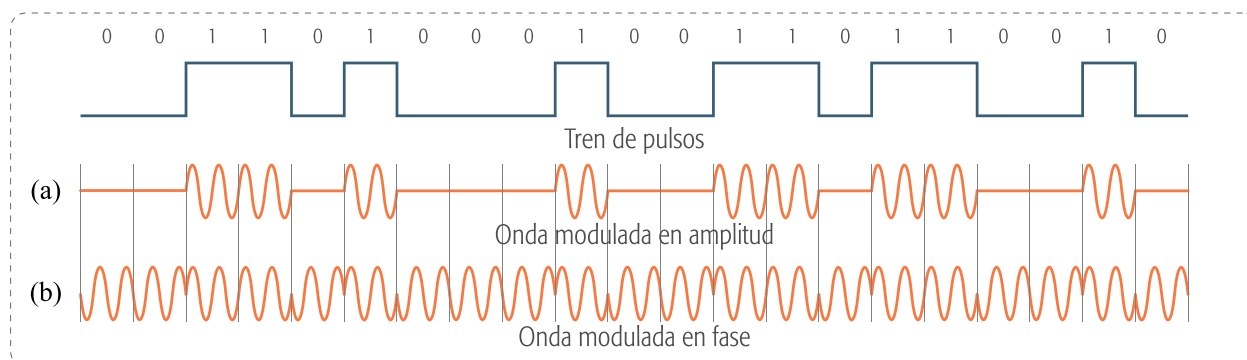 0 0 1 1 0 1 0 0 0 1 0 0 1 1 0 1 1 0 0 1 0
Tren de pulsos
(a)
Onda modulada en amplitud
(b)
Onda modulada en fase